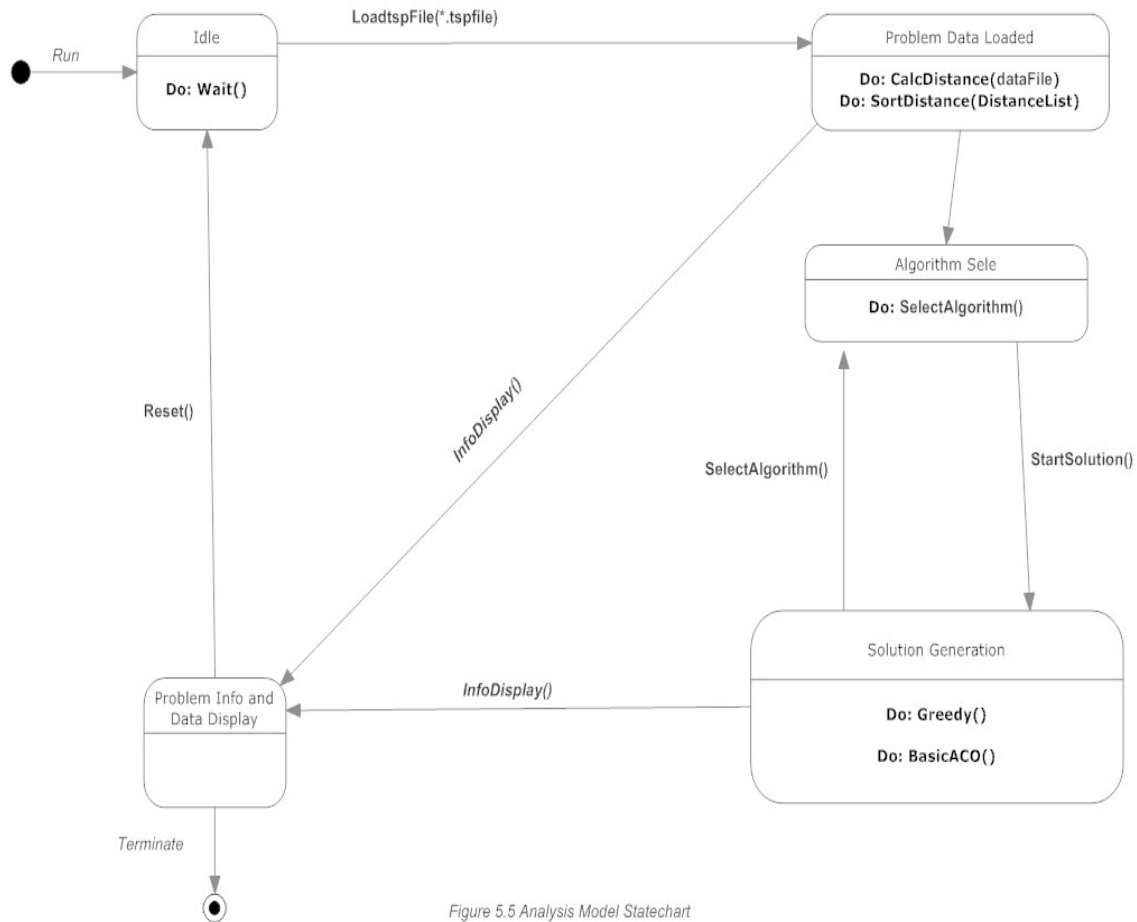 LoadtspFile(*.tspfile)
Run
Idle
Do: Wait()
Problem Data Loaded
Do: CalcDistance(dataFile)
Do: SortDistance(DistanceList)
Algorithm Sele
Do: SelectAlgorithm()
Reset()
InfoDisplay()
SelectAlgorithm()
StartSolution()
Solution Generation
Do: Greedy()
Do: BasicACO()
InfoDisplay()
Problem Info and
Data Display
Terminate
Figure 5.5 Analysis Model Statechart